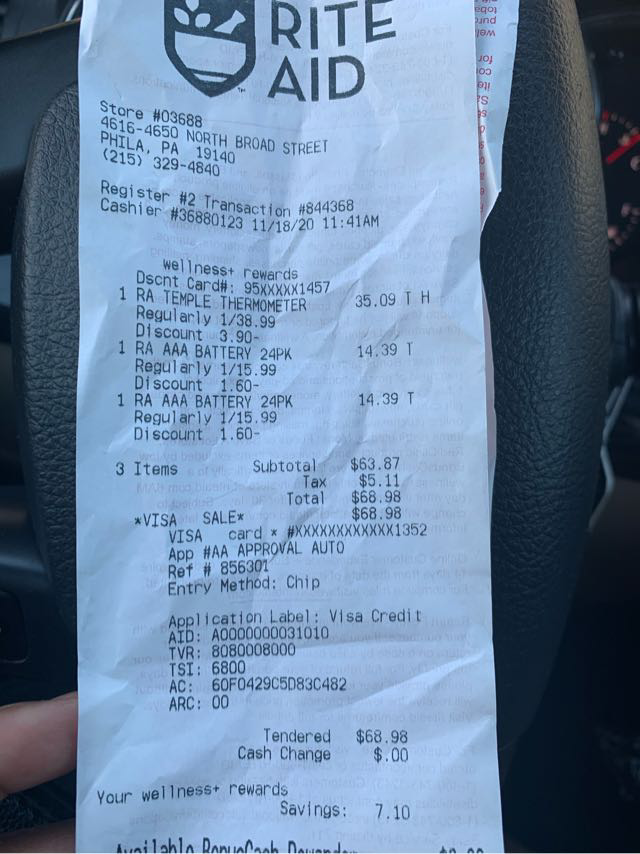 RITE
AID
Store #03688
4616-4650 NORTH BROAD STREET
PHILA, PA 19140
(215) 329-4840
Register #2 Transaction #844368
Cashier #36880123 11/18/20 11:41AM
wellness+ rewards
Dscnt Card#: 95XXXXX1457
1 RA TEMPLE THERMOMETER 35.09 T H
Regularly 1/38.99
Discount 3.90-
1 RA AAA BATTERY 24PK 14.39 T
Regularly 1/15.99
Discount 1.60-
1 RA AAA BATTERY 24PK 14.39 T
Regularly 1/15.99
Discount 1.60-
3 Items Subtotal $63.87
Tax $5.11
Total $68.98
*VISA SALE* $68.98
VISA card * #XXXXXXXXXXXX1352
App #AA APPROVAL AUTO
Ref # 856301
Entry Method: Chip
Application Label: Visa Credit
AID: A0000000031010
TVR: 8080008000
TSI: 6800
AC: 60F0429C5D83C482
ARC: 00
Tendered $68.98
Cash Change $.00
Your wellness+ rewards
Savings: 7.10
Available BonusCash